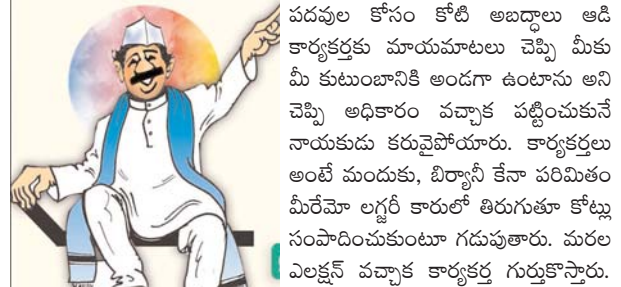 పదవుల కోసం కోటి అబద్ధాలు ఆడి
కార్యకర్తకు మాయమాటలు చెప్పి మీకు
మీ కుటుంబానికి అండగా ఉంటాను అని
చెప్పి అధికారం వచ్చాక పట్టించుకునే
నాయకుడు కరువైపోయారు. కార్యకర్తలు
అంటే మందుకు, బిర్యానీ కేనా పరిమితం
మీరేమో లగ్జరీ కారులో తిరుగుతూ కోట్లు
సంపాదించుకుంటూ గడుపుతారు. మరల
ఎలక్షన్ వచ్చాక కార్యకర్త గుర్తుకొస్తారు.